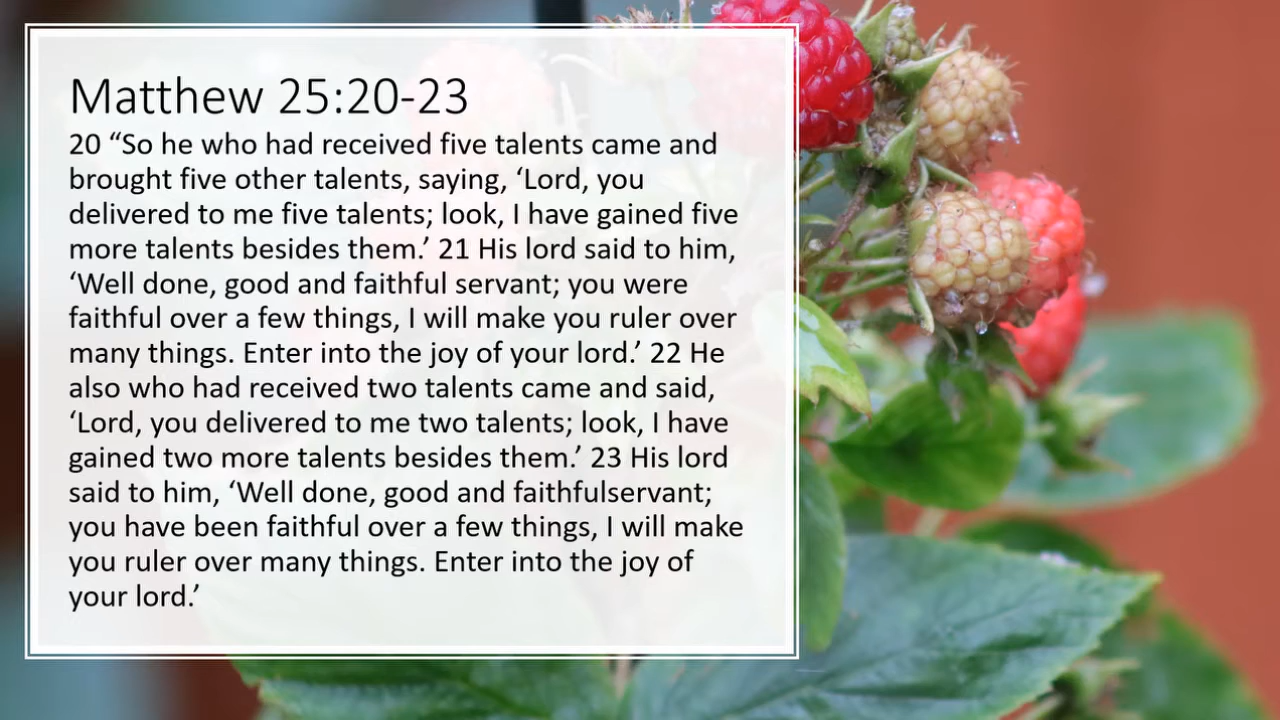 Matthew 25:20-23
20 “So he who had received five talents came and
brought five other talents, saying, ‘Lord, you
delivered to me five talents; look, I have gained five
more talents besides them.’ 21 His lord said to him,
‘Well done, good and faithful servant; you were
faithful over a few things, I will make you ruler over
many things. Enter into the joy of your lord.’ 22 He
also who had received two talents came and said,
‘Lord, you delivered to me two talents; look, I have
gained two more talents besides them.’ 23 His lord
said to him, ‘Well done, good and faithfulservant;
you have been faithful over a few things, I will make
you ruler over many things. Enter into the joy of
your lord.’